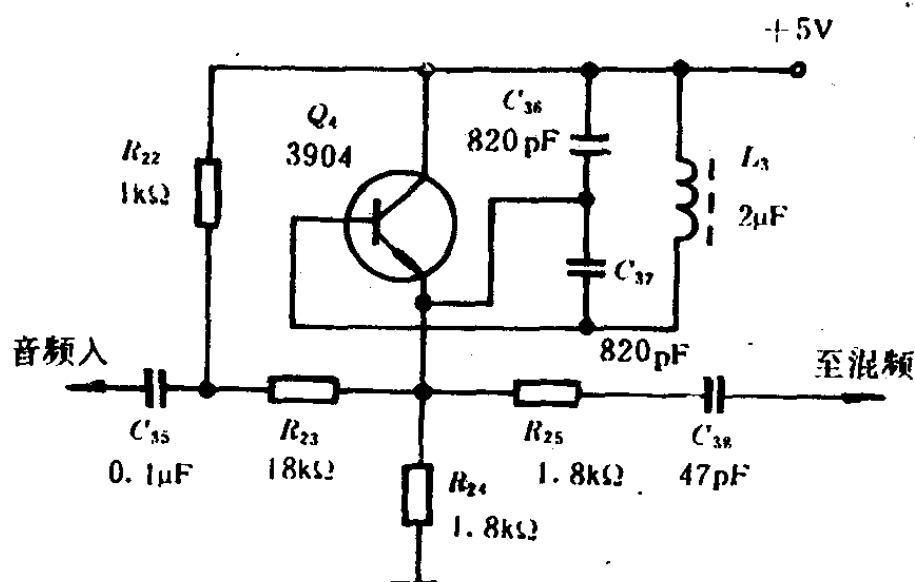 +5V
C₃₆
820pF
Q₄
3904
R₂₂
1kΩ
L₃
2μF
C₃₇
820pF
音频入
至混频
C₃₅
0.1μF
R₂₃
18kΩ
R₂₅
1.8kΩ
C₃₈
47pF
R₂₄
1.8kΩ